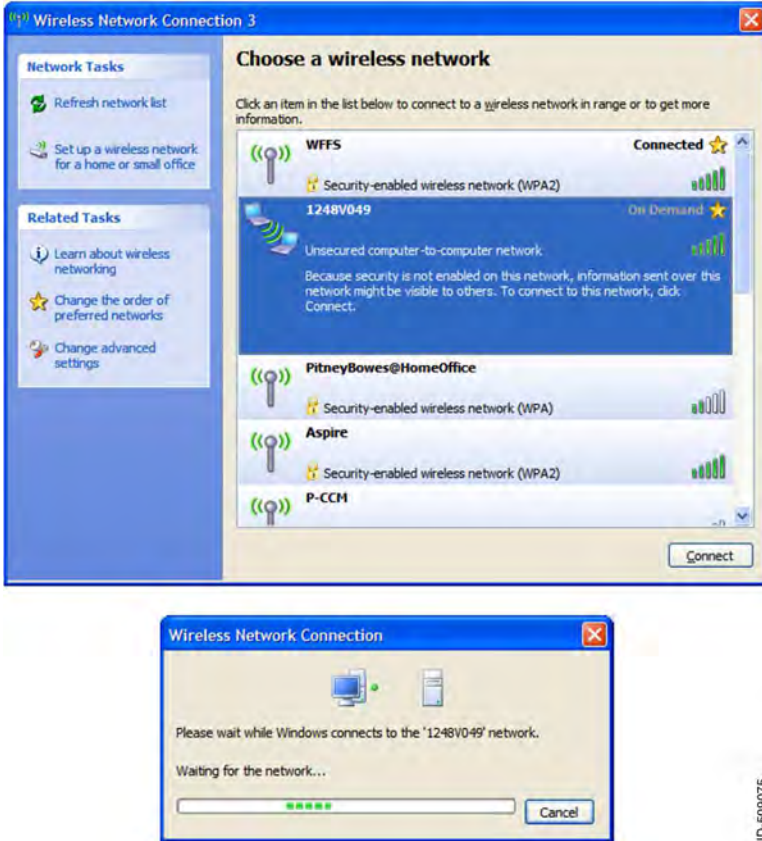 Wireless Network Connection 3
Network Tasks
Refresh network list
Set up a wireless network
for a home or small office
Related Tasks
Learn about wireless
networking
Change the order of
preferred networks
Change advanced
settings
Choose a wireless network
Click an item in the list below to connect to a wireless network in range or to get more
information.
WFFS
Connected
Security-enabled wireless network (WPA2)
1248V049
On Demand
Unsecured computer-to-computer network
Because security is not enabled on this network, information sent over this
network might be visible to others. To connect to this network, click
Connect.
PitneyBowes@HomeOffice
Security-enabled wireless network (WPA)
Aspire
Security-enabled wireless network (WPA2)
P-CCM
Connect
Wireless Network Connection
Please wait while Windows connects to the '1248V049' network.
Waiting for the network...
Cancel